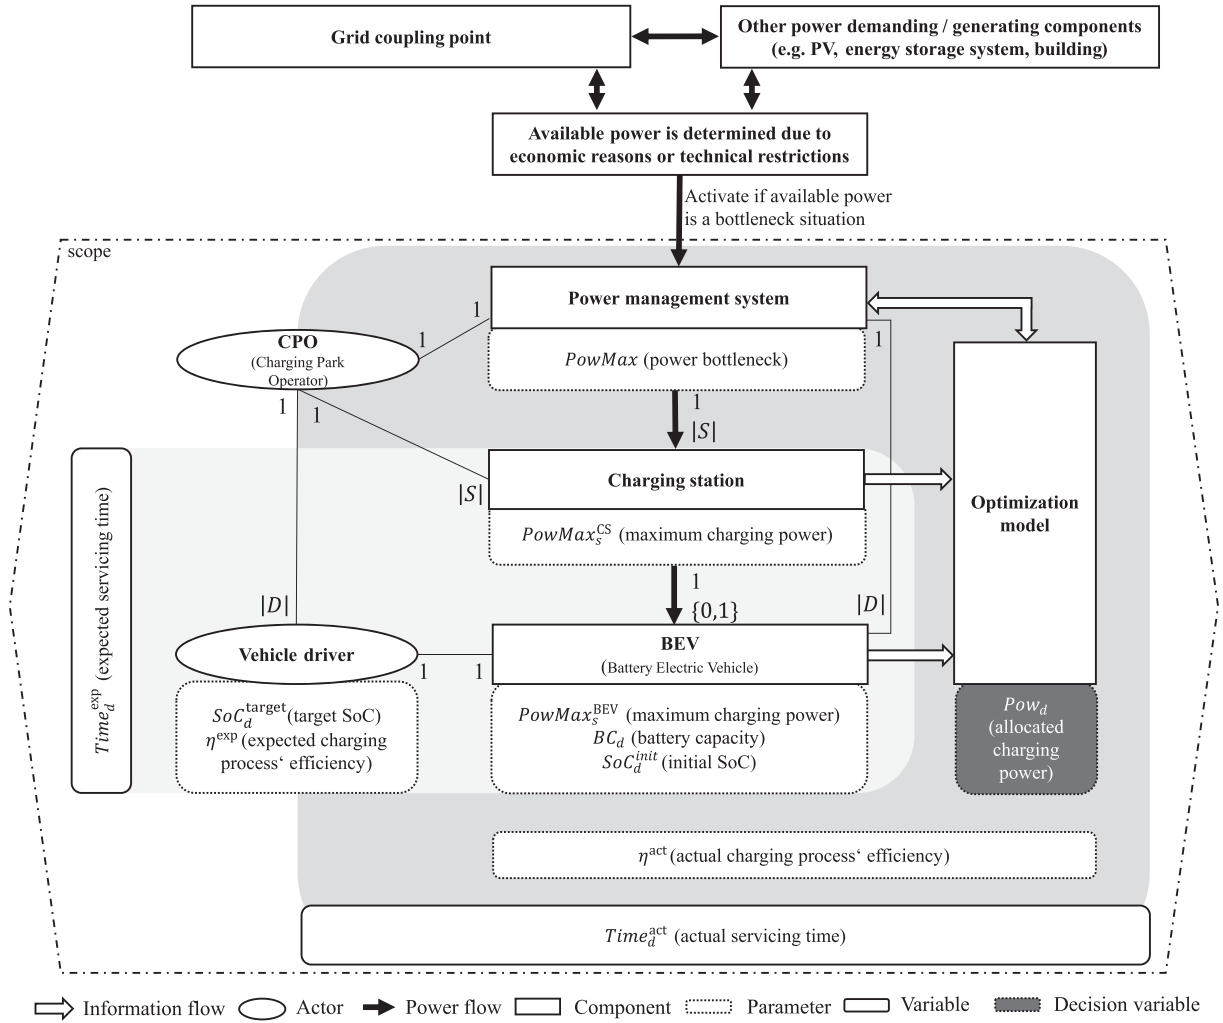 Grid coupling point
Other power demanding / generating components
(e.g. PV, energy storage system, building)
Available power is determined due to
economic reasons or technical restrictions
Activate if available power
is a bottleneck situation
scope
Power management system
PowMax (power bottleneck)
1
1
1
CPO
(Charging Park
Operator)
1
1
1
|S|
Charging station
PowMax_s^CS (maximum charging power)
|S|
Optimization
model
1
{0,1}
|D|
|D|
Time_d^exp (expected servicing time)
Vehicle driver
1
1
BEV
(Battery Electric Vehicle)
SoC_d^target (target SoC)
η^exp (expected charging
process‘ efficiency)
PowMax_s^BEV (maximum charging power)
BC_d (battery capacity)
SoC_d^init (initial SoC)
Pow_d
(allocated
charging
power)
η^act (actual charging process‘ efficiency)
Time_d^act (actual servicing time)
Information flow
Actor
Power flow
Component
Parameter
Variable
Decision variable